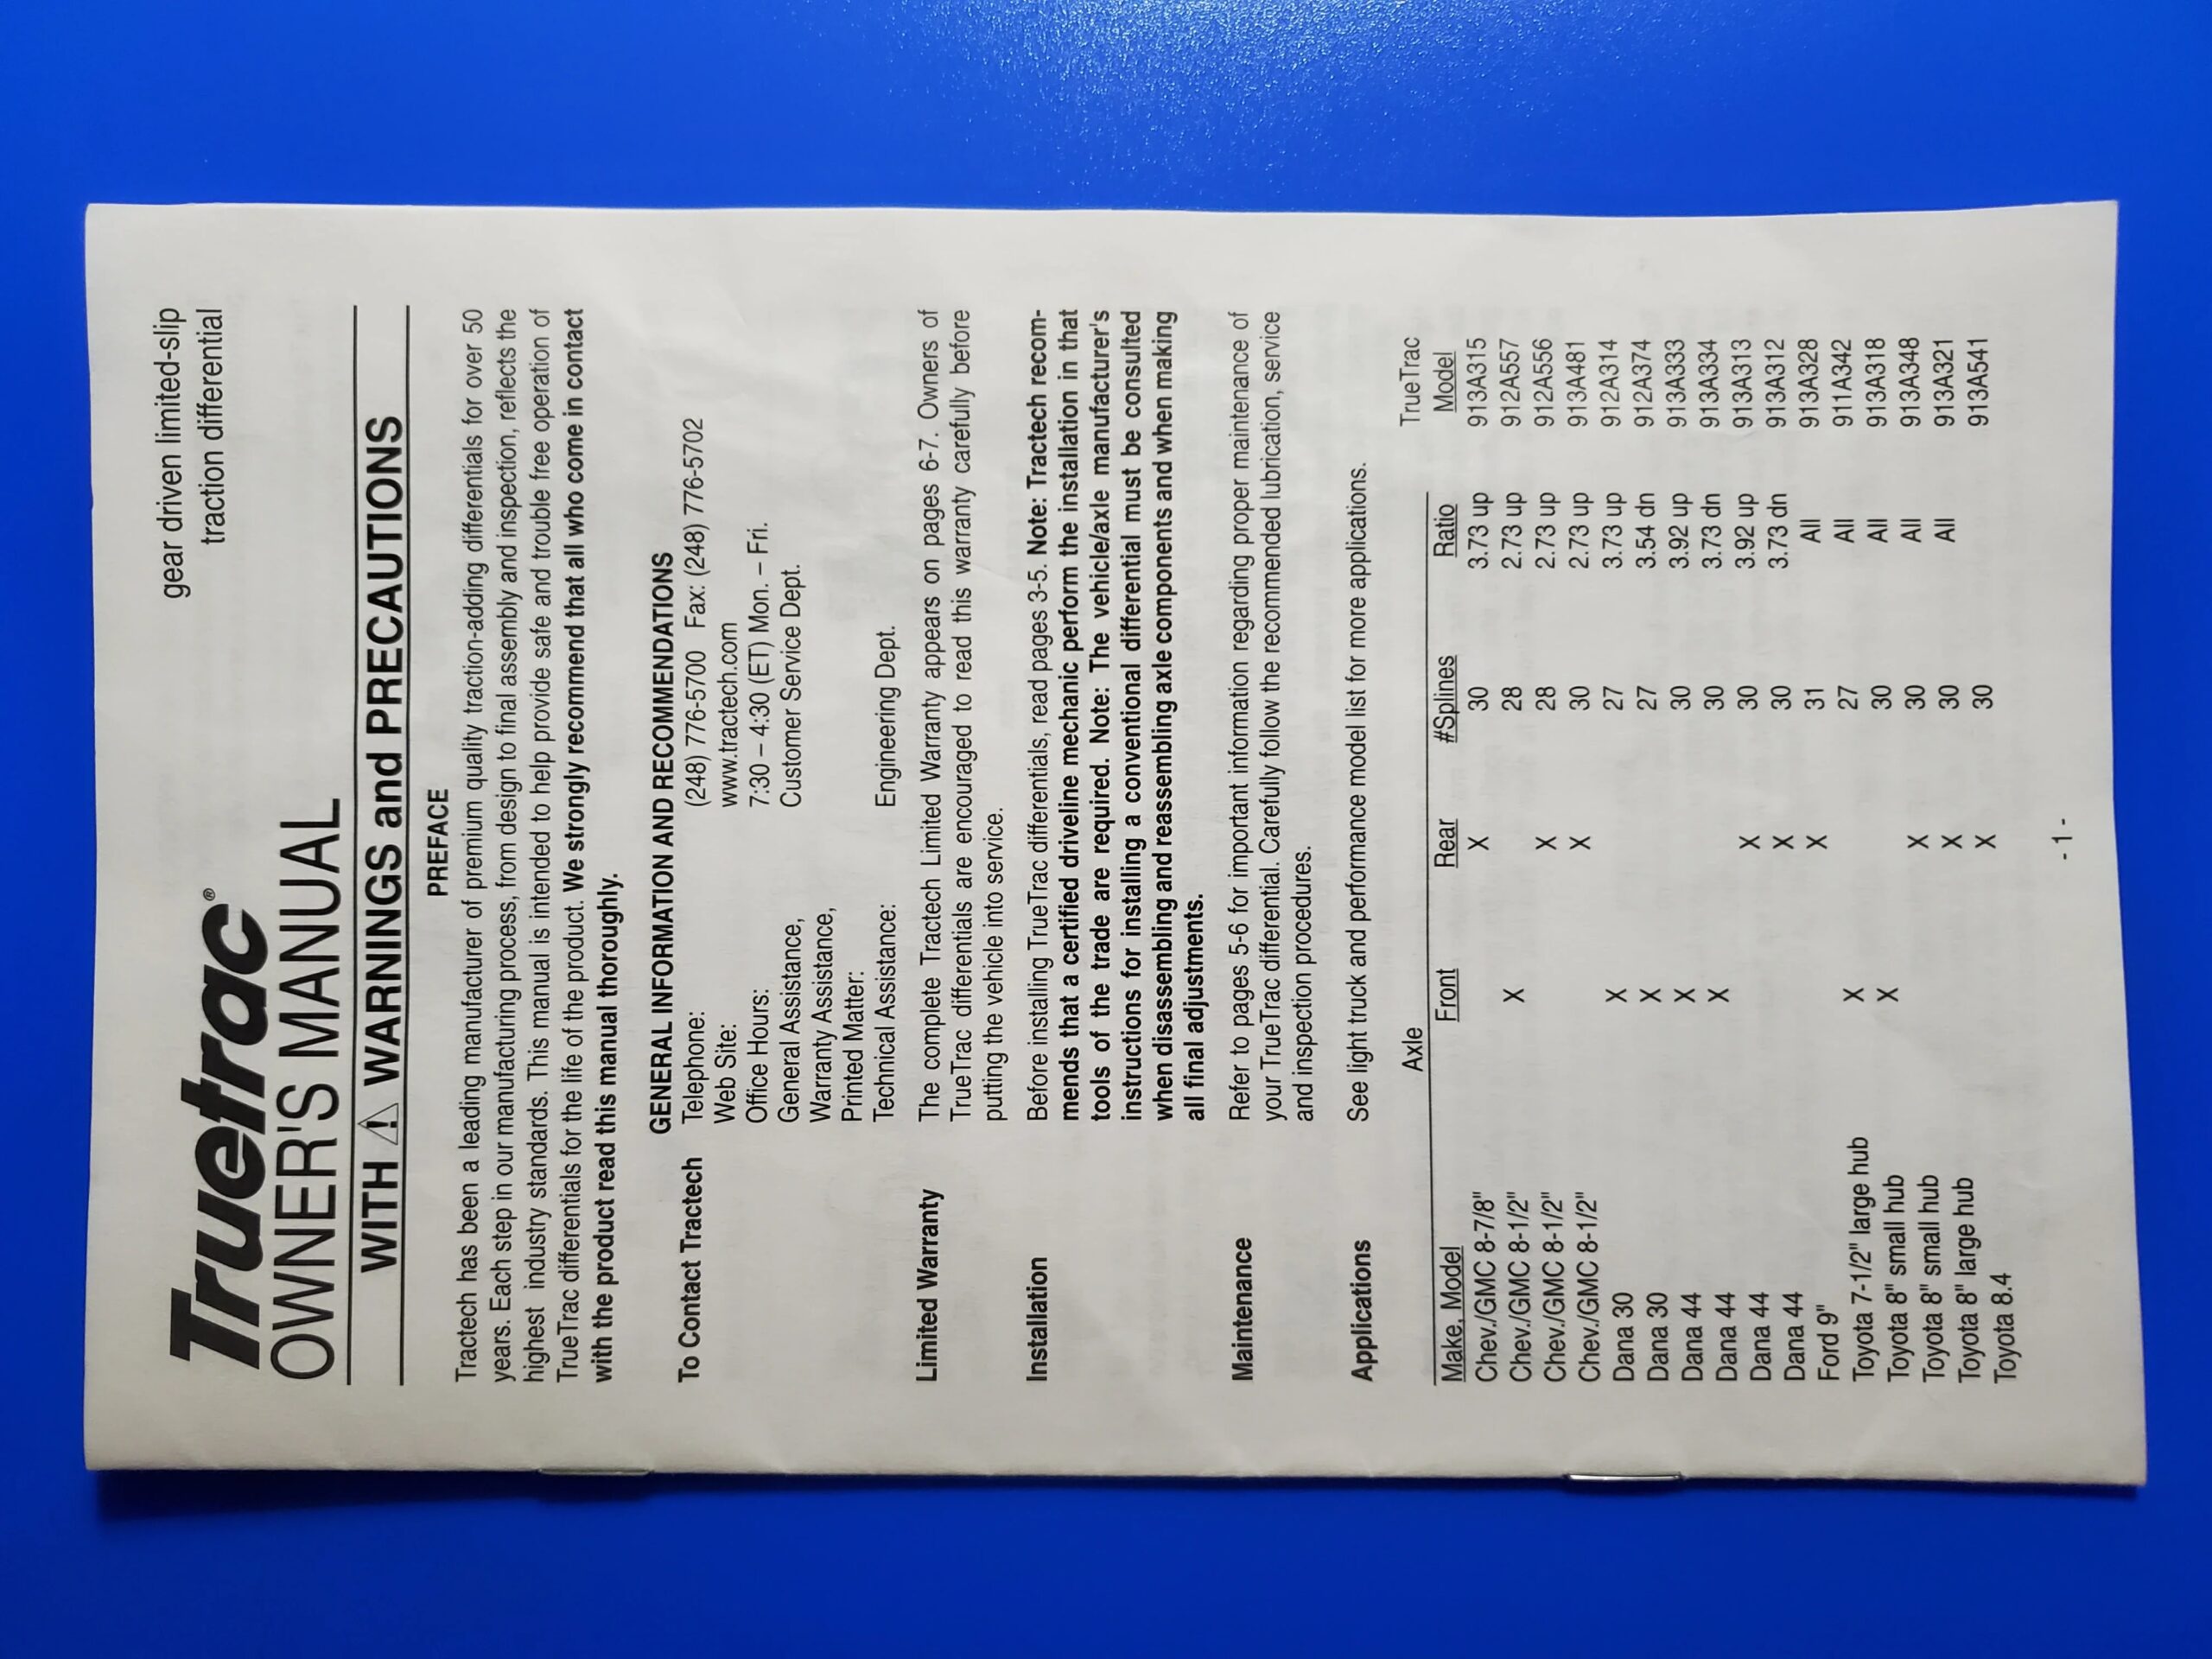 Truetrac®
gear driven limited-slip
traction differential
OWNER'S MANUAL
WITH ⚠ WARNINGS and PRECAUTIONS
PREFACE
Tractech has been a leading manufacturer of premium quality traction-adding differentials for over 50
years. Each step in our manufacturing process, from design to final assembly and inspection, reflects the
highest industry standards. This manual is intended to help provide safe and trouble free operation of
TrueTrac differentials for the life of the product. We strongly recommend that all who come in contact
with the product read this manual thoroughly.
GENERAL INFORMATION AND RECOMMENDATIONS
To Contact Tractech Telephone: (248) 776-5700 Fax: (248) 776-5702
Web Site: www.tractech.com
Office Hours: 7:30 – 4:30 (ET) Mon. – Fri.
General Assistance, Customer Service Dept.
Warranty Assistance,
Printed Matter:
Technical Assistance: Engineering Dept.
Limited Warranty The complete Tractech Limited Warranty appears on pages 6-7. Owners of
TrueTrac differentials are encouraged to read this warranty carefully before
putting the vehicle into service.
Installation Before installing TrueTrac differentials, read pages 3-5. Note: Tractech recom-
mends that a certified driveline mechanic perform the installation in that
tools of the trade are required. Note: The vehicle/axle manufacturer's
instructions for installing a conventional differential must be consulted
when disassembling and reassembling axle components and when making
all final adjustments.
Maintenance Refer to pages 5-6 for important information regarding proper maintenance of
your TrueTrac differential. Carefully follow the recommended lubrication, service
and inspection procedures.
Applications See light truck and performance model list for more applications.
Axle TrueTrac
Make, Model Front Rear #Splines Ratio Model
Chev./GMC 8-7/8" X 30 3.73 up 913A315
Chev./GMC 8-1/2" X 28 2.73 up 912A557
Chev./GMC 8-1/2" X 28 2.73 up 912A556
Chev./GMC 8-1/2" X 30 2.73 up 913A481
Dana 30 X 27 3.73 up 912A314
Dana 30 X 27 3.54 dn 912A374
Dana 44 X 30 3.92 up 913A333
Dana 44 X 30 3.73 dn 913A334
Dana 44 X 30 3.92 up 913A313
Dana 44 X 30 3.73 dn 913A312
Ford 9" X 31 All 913A328
Toyota 7-1/2" large hub X 27 All 911A342
Toyota 8" small hub X 30 All 913A318
Toyota 8" small hub X 30 All 913A348
Toyota 8" large hub X 30 All 913A321
Toyota 8.4 X 30 913A541
- 1 -